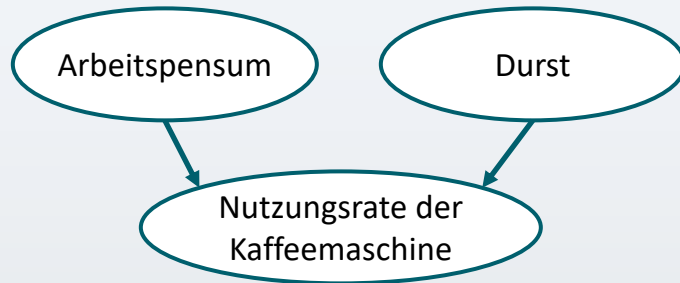 Arbeitspensum
Durst
Nutzungsrate der
Kaffeemaschine